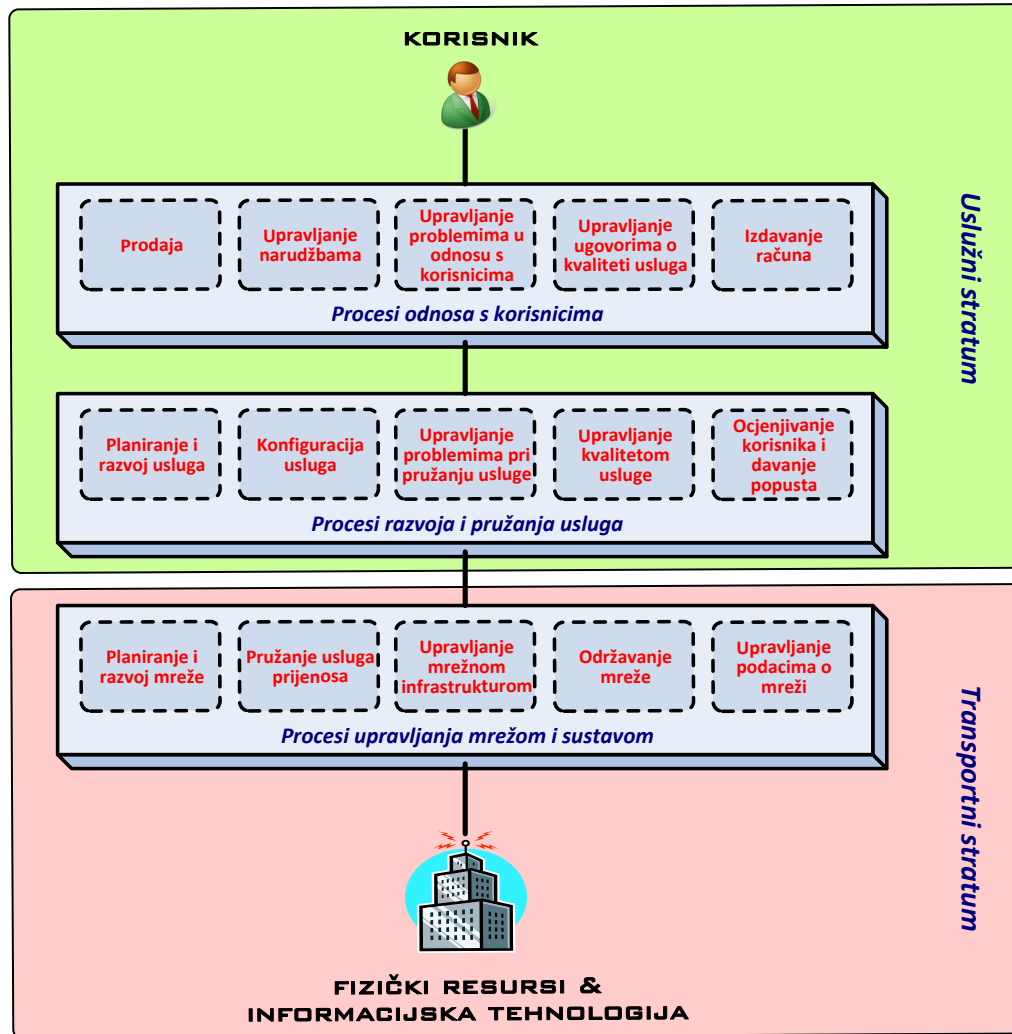 KORISNIK
Prodaja
Upravljanje
narudžbama
Upravljanje
problemima u
odnosu s
korisnicima
Upravljanje
ugovorima o
kvaliteti usluga
Izdavanje
računa
Procesi odnosa s korisnicima
Uslužni stratum
Planiranje i
razvoj usluga
Konfiguracija
usluga
Upravljanje
problemima pri
pružanju usluge
Upravljanje
kvalitetom
usluge
Ocjenjivanje
korisnika i
davanje
popusta
Procesi razvoja i pružanja usluga
Planiranje i
razvoj mreže
Pružanje usluga
prijenosa
Upravljanje
mrežnom
infrastrukturom
Održavanje
mreže
Upravljanje
podacima o
mreži
Procesi upravljanja mrežom i sustavom
Transportni stratum
FIZIČKI RESURSI &
INFORMACIJSKA TEHNOLOGIJA